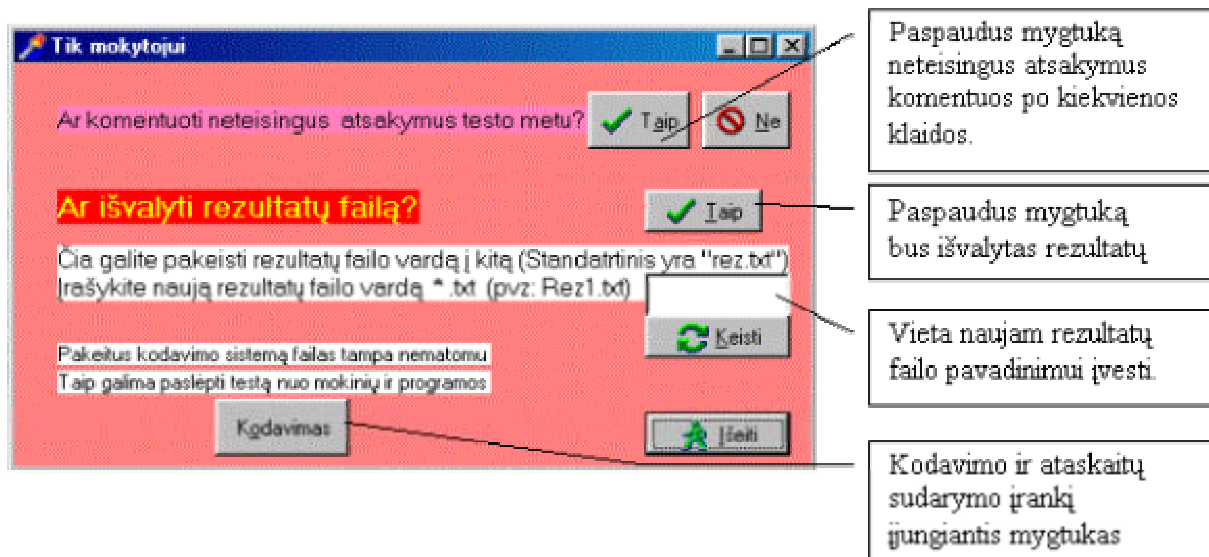 Tik mokytojui
Ar komentuoti neteisingus atsakymus testo metu?
Taip
Ne
Ar išvalyti rezultatų failą?
Taip
Čia galite pakeisti rezultatų failo vardą į kitą (Standatrtinis yra "rez.txt")
Įrašykite naują rezultatų failo vardą *.txt (pvz: Rez1.txt)
Keisti
Pakeitus kodavimo sistemą failas tampa nematomu
Taip galima paslėpti testą nuo mokinių ir programos
Kodavimas
Išeiti
Paspaudus mygtuką
neteisingus atsakymus
komentuos po kiekvienos
klaidos.
Paspaudus mygtuką
bus išvalytas rezultatų
Vieta naujam rezultatų
failo pavadinimui įvesti.
Kodavimo ir ataskaitų
sudarymo įrankį
įjungiantis mygtukas